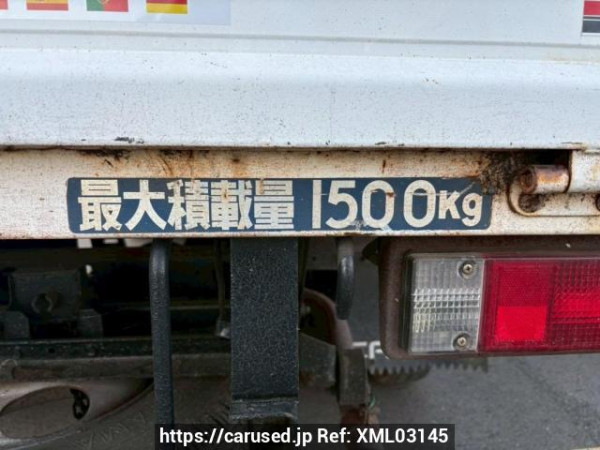 最大積載量 1500Kg
https://carused.jp Ref: XML03145